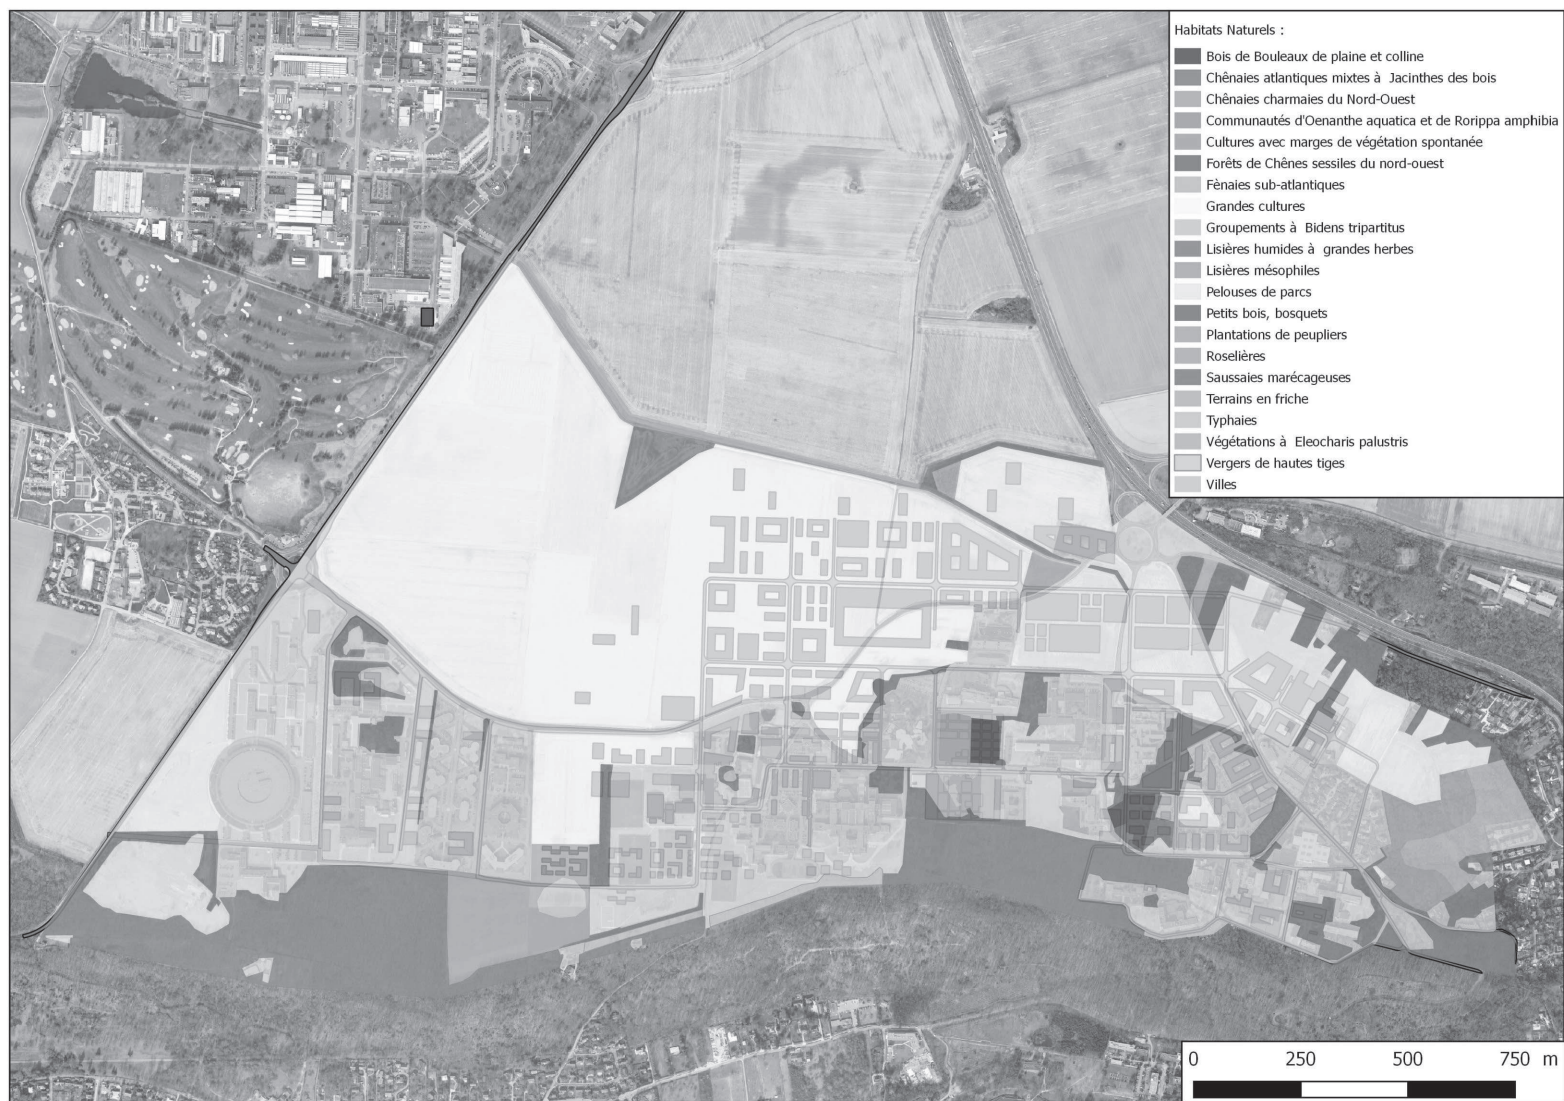 Habitats Naturels :
Bois de Bouleaux de plaine et colline
Chênaies atlantiques mixtes à Jacinthes des bois
Chênaies charmaies du Nord-Ouest
Communautés d'Oenanthe aquatica et de Rorippa amphibia
Cultures avec marges de végétation spontanée
Forêts de Chênes sessiles du nord-ouest
Fènaies sub-atlantiques
Grandes cultures
Groupements à Bidens tripartitus
Lisières humides à grandes herbes
Lisières mésophiles
Pelouses de parcs
Petits bois, bosquets
Plantations de peupliers
Roselières
Saussaies marécageuses
Terrains en friche
Typhaies
Végétations à Eleocharis palustris
Vergers de hautes tiges
Villes
0 250 500 750 m